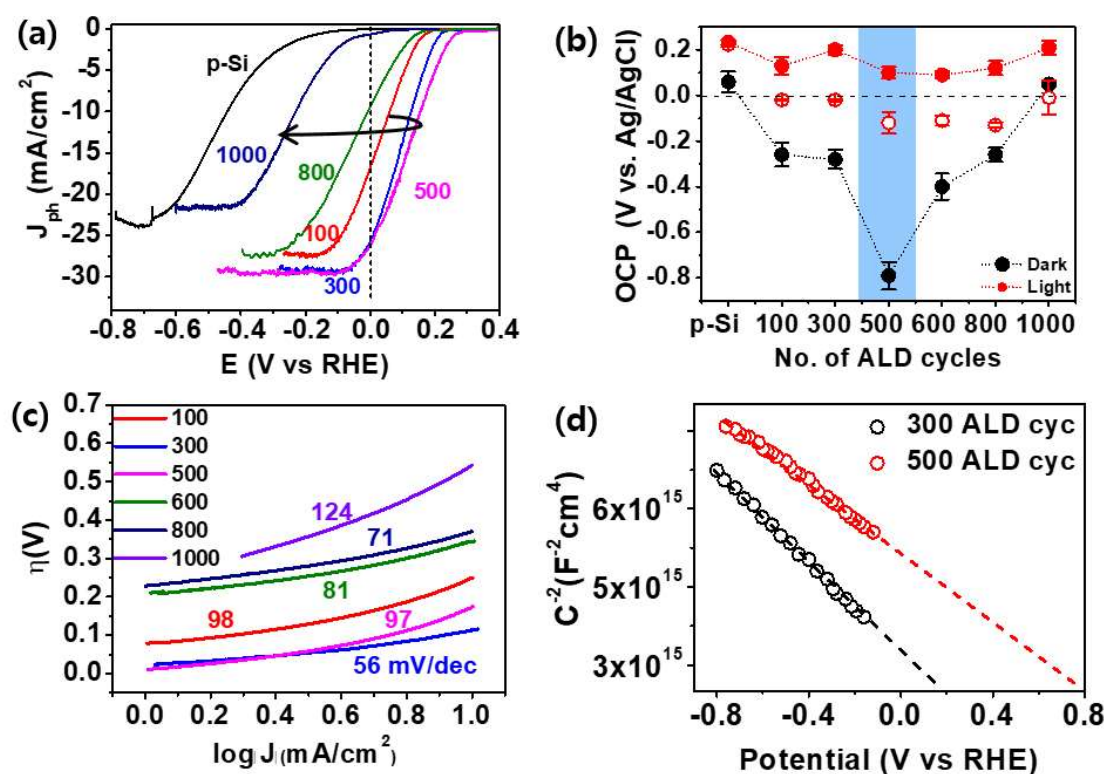 (a)
0
-5
-10
-15
-20
-25
-30
J_ph (mA/cm²)
p-Si
1000
800
100
300
500
-0.8 -0.6 -0.4 -0.2 0.0 0.2 0.4
E (V vs RHE)
(b)
0.2
0.0
-0.2
-0.4
-0.6
-0.8
OCP (V vs. Ag/AgCl)
Dark
Light
p-Si 100 300 500 600 800 1000
No. of ALD cycles
(c)
0.7
0.6
0.5
0.4
0.3
0.2
0.1
0.0
η(V)
100
300
500
600
800
1000
124
71
81
98
97
56 mV/dec
0.0 0.2 0.4 0.6 0.8 1.0
log|J|(mA/cm²)
(d)
300 ALD cyc
500 ALD cyc
6x10¹⁵
5x10¹⁵
3x10¹⁵
C⁻²(F⁻²cm⁴)
-0.8 -0.4 0.0 0.4 0.8
Potential (V vs RHE)